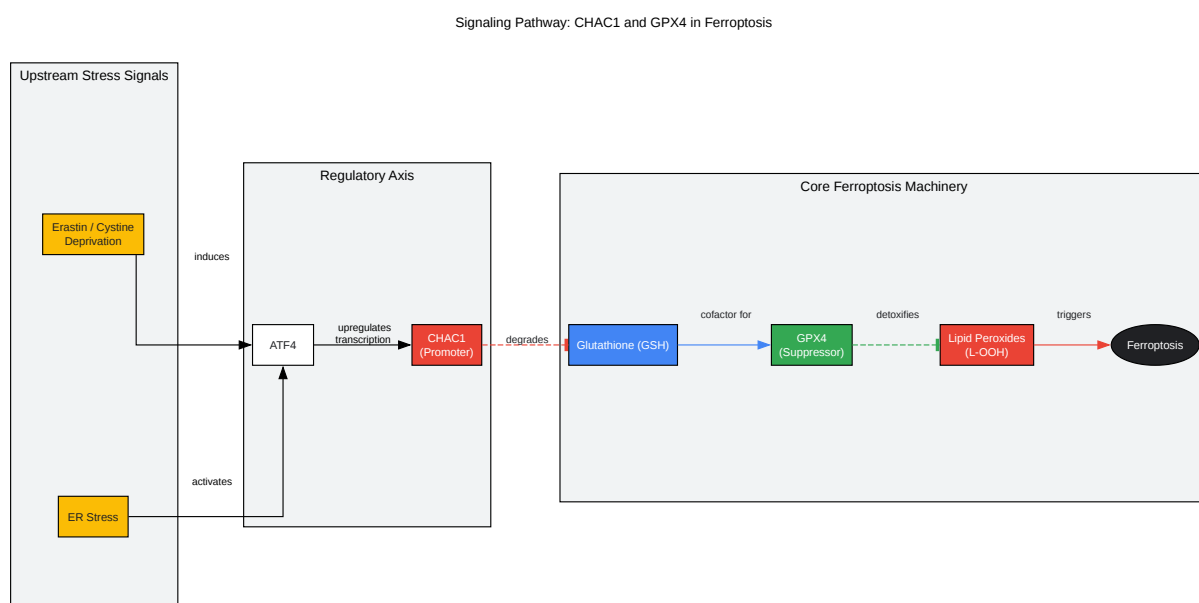 Signaling Pathway: CHAC1 and GPX4 in Ferroptosis
Upstream Stress Signals
Erastin / Cystine
Deprivation
ER Stress
induces
activates
Regulatory Axis
ATF4
upregulates
transcription
CHAC1
(Promoter)
degrades
Core Ferroptosis Machinery
Glutathione (GSH)
cofactor for
GPX4
(Suppressor)
detoxifies
Lipid Peroxides
(L-OOH)
triggers
Ferroptosis